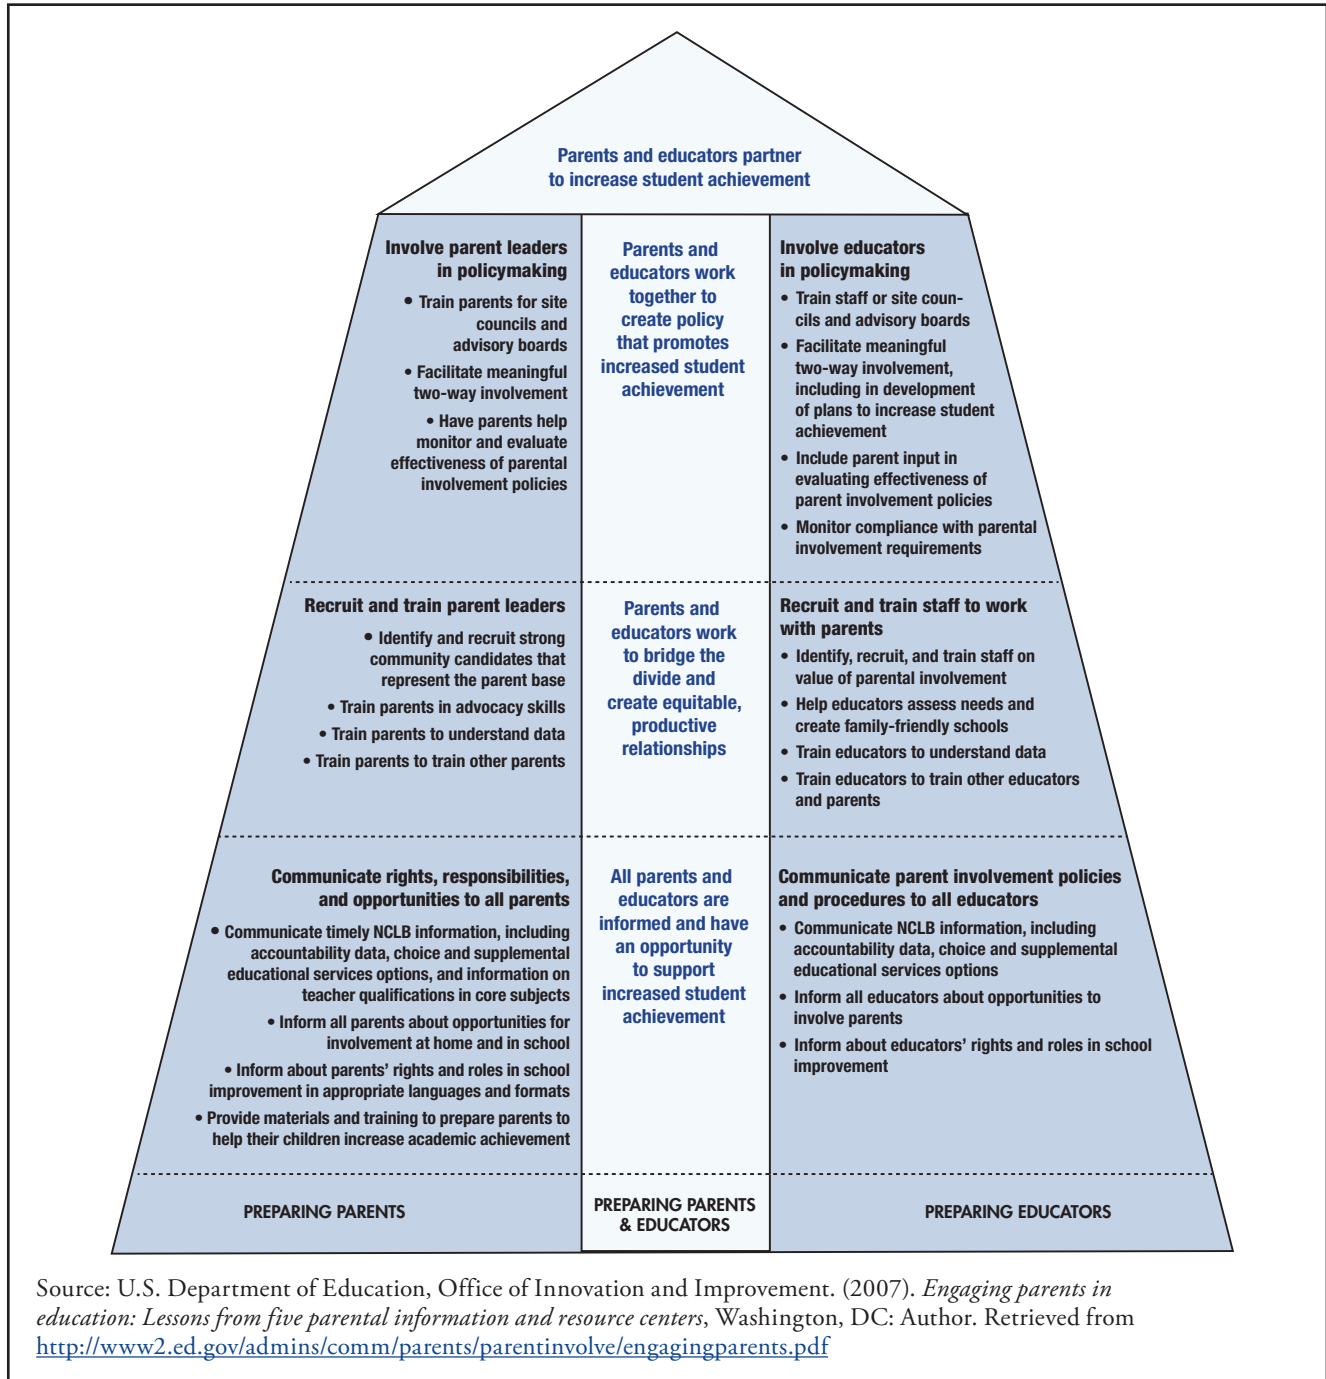 Parents and educators partner
to increase student achievement
Involve parent leaders
in policymaking
• Train parents for site
councils and
advisory boards
• Facilitate meaningful
two-way involvement
• Have parents help
monitor and evaluate
effectiveness of parental
involvement policies
Parents and
educators work
together to
create policy
that promotes
increased student
achievement
Involve educators
in policymaking
• Train staff or site coun-
cils and advisory boards
• Facilitate meaningful
two-way involvement,
including in development
of plans to increase student
achievement
• Include parent input in
evaluating effectiveness of
parent involvement policies
• Monitor compliance with parental
involvement requirements
Recruit and train parent leaders
• Identify and recruit strong
community candidates that
represent the parent base
• Train parents in advocacy skills
• Train parents to understand data
• Train parents to train other parents
Parents and
educators work
to bridge the
divide and
create equitable,
productive
relationships
Recruit and train staff to work
with parents
• Identify, recruit, and train staff on
value of parental involvement
• Help educators assess needs and
create family-friendly schools
• Train educators to understand data
• Train educators to train other educators
and parents
Communicate rights, responsibilities,
and opportunities to all parents
• Communicate timely NCLB information, including
accountability data, choice and supplemental
educational services options, and information on
teacher qualifications in core subjects
• Inform all parents about opportunities for
involvement at home and in school
• Inform about parents' rights and roles in school
improvement in appropriate languages and formats
• Provide materials and training to prepare parents to
help their children increase academic achievement
All parents and
educators are
informed and have
an opportunity
to support
increased student
achievement
Communicate parent involvement policies
and procedures to all educators
• Communicate NCLB information, including
accountability data, choice and supplemental
educational services options
• Inform all educators about opportunities to
involve parents
• Inform about educators' rights and roles in school
improvement
PREPARING PARENTS
PREPARING PARENTS
& EDUCATORS
PREPARING EDUCATORS
Source: U.S. Department of Education, Office of Innovation and Improvement. (2007). Engaging parents in
education: Lessons from five parental information and resource centers, Washington, DC: Author. Retrieved from
http://www2.ed.gov/admins/comm/parents/parentinvolve/engagingparents.pdf